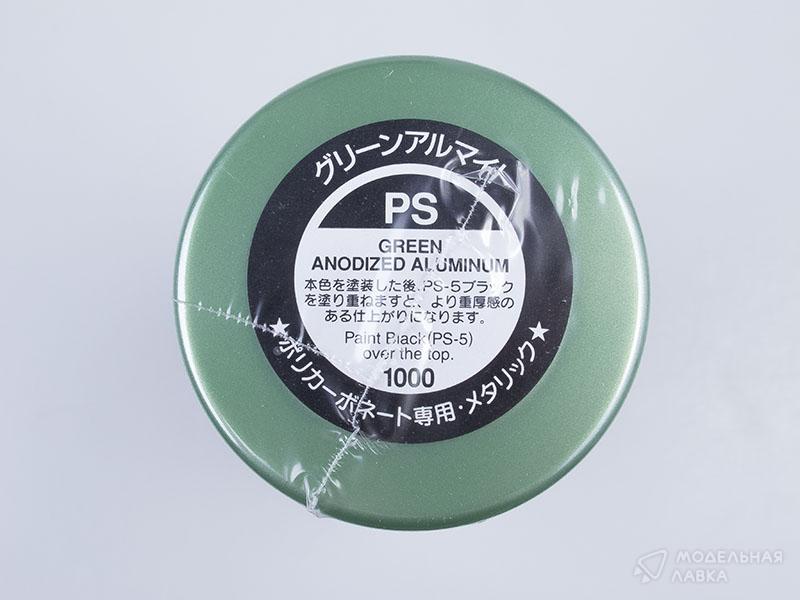 グリーンアルマイト
PS
GREEN
ANODIZED ALUMINUM
本色を塗装した後、PS-5ブラック
を塗り重ねますと、より重厚感の
ある仕上がりになります。
Paint Black(PS-5)
over the top.
1000
★ポリカーボネート専用・メタリック★
МОДЕЛЬНАЯ
ЛАВКА